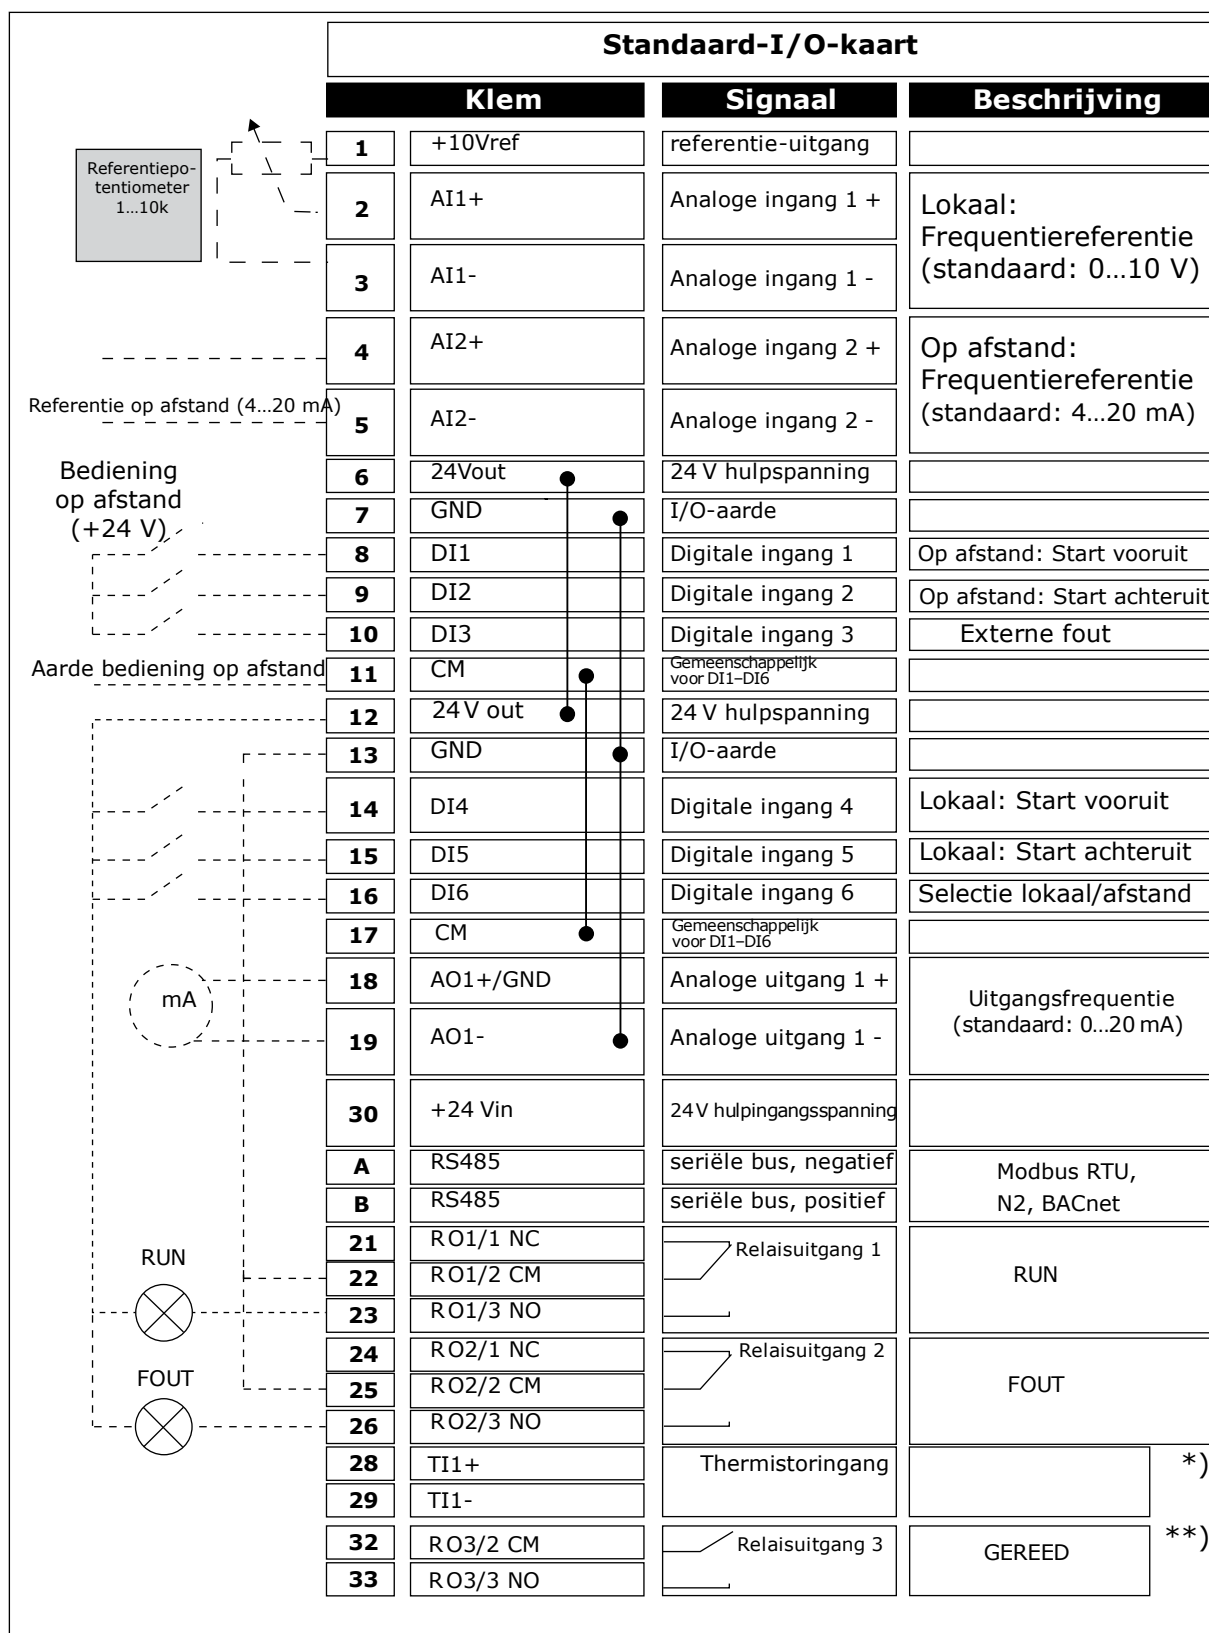 Standaard-I/O-kaart
Klem Signaal Beschrijving
Referentiepo-
tentiometer
1...10k
1 +10Vref referentie-uitgang
2 AI1+ Analoge ingang 1 +
3 AI1- Analoge ingang 1 -
Lokaal:
Frequentiereferentie
(standaard: 0...10 V)
4 AI2+ Analoge ingang 2 +
Referentie op afstand (4...20 mA)
5 AI2- Analoge ingang 2 -
Op afstand:
Frequentiereferentie
(standaard: 4...20 mA)
Bediening
op afstand
(+24 V)
6 24Vout 24 V hulpspanning
7 GND I/O-aarde
8 DI1 Digitale ingang 1 Op afstand: Start vooruit
9 DI2 Digitale ingang 2 Op afstand: Start achteruit
10 DI3 Digitale ingang 3 Externe fout
Aarde bediening op afstand
11 CM Gemeenschappelijk
voor DI1–DI6
12 24 V out 24 V hulpspanning
13 GND I/O-aarde
14 DI4 Digitale ingang 4 Lokaal: Start vooruit
15 DI5 Digitale ingang 5 Lokaal: Start achteruit
16 DI6 Digitale ingang 6 Selectie lokaal/afstand
17 CM Gemeenschappelijk
voor DI1–DI6
mA
18 AO1+/GND Analoge uitgang 1 +
19 AO1- Analoge uitgang 1 -
Uitgangsfrequentie
(standaard: 0...20 mA)
30 +24 Vin 24 V hulpingangsspanning
A RS485 seriële bus, negatief
B RS485 seriële bus, positief
Modbus RTU,
N2, BACnet
RUN
21 RO1/1 NC Relaisuitgang 1
22 RO1/2 CM RUN
23 RO1/3 NO
FOUT
24 RO2/1 NC Relaisuitgang 2
25 RO2/2 CM FOUT
26 RO2/3 NO
28 TI1+ Thermistoringang *)
29 TI1-
32 RO3/2 CM Relaisuitgang 3 GEREED **)
33 RO3/3 NO